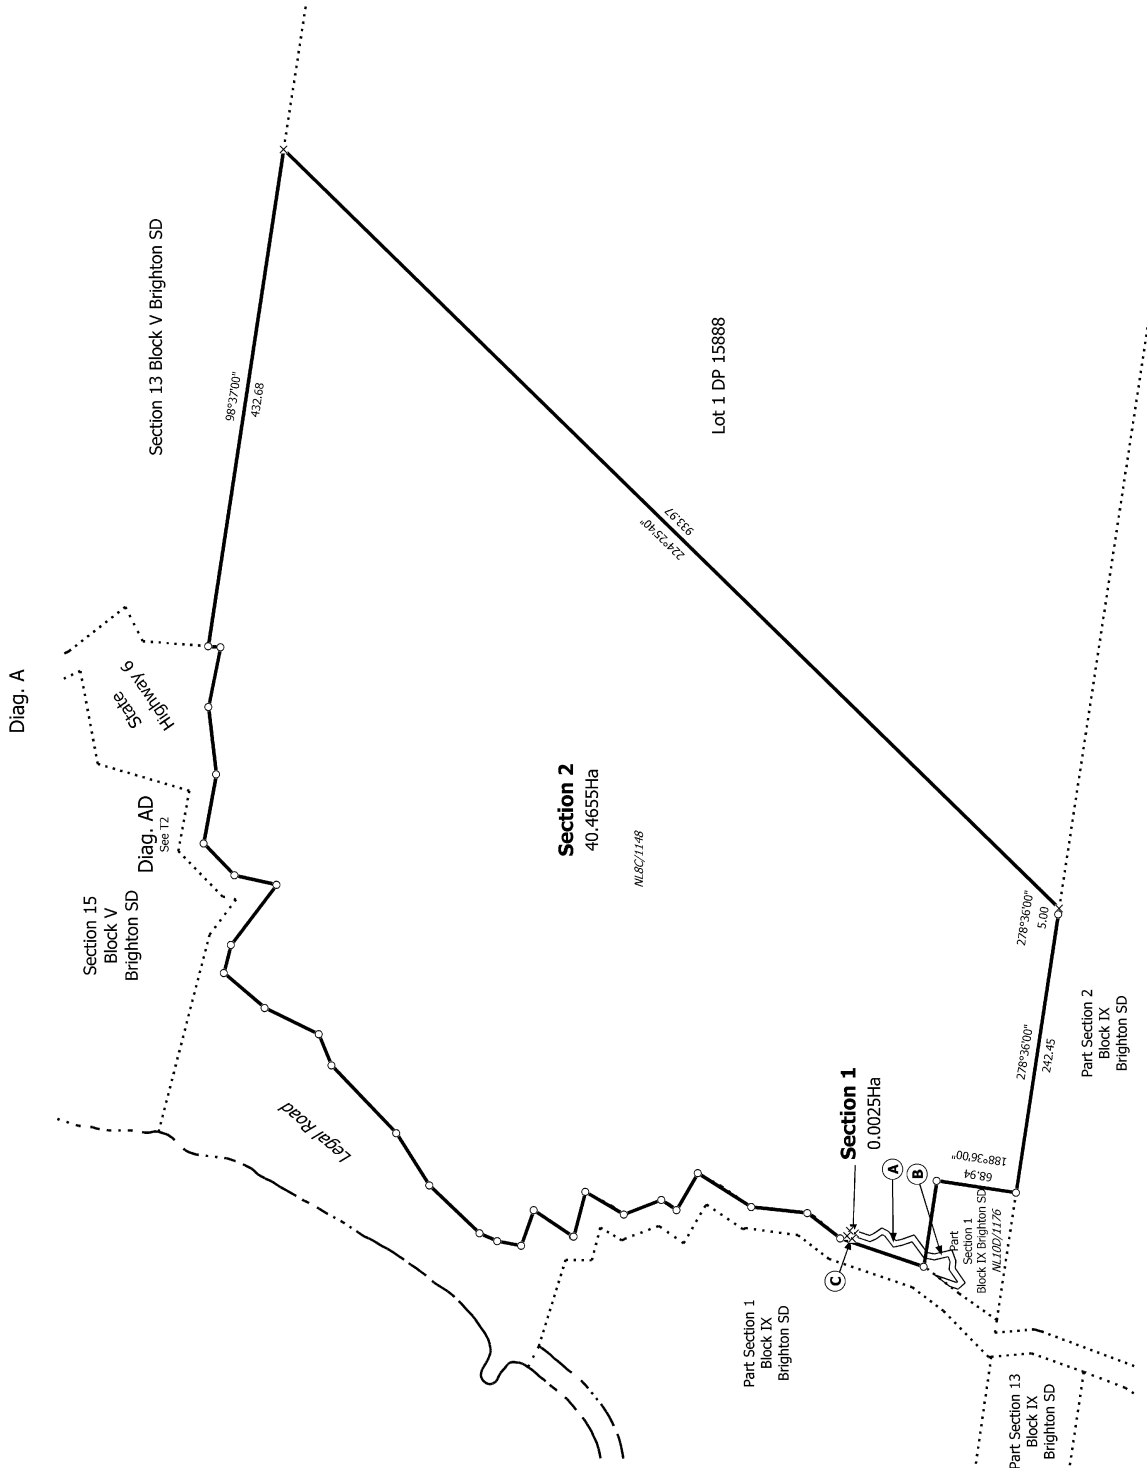 Diag. A
Section 13 Block V Brighton SD
98°37'00"
432.68
State
Highway 6
Diag. AD
See T2
Section 15
Block V
Brighton SD
Lot 1 DP 15888
933.97
224°25'40"
Section 2
40.4655Ha
NL8C/1148
Legal Road
278°36'00"
5.00
278°36'00"
242.45
Part Section 2
Block IX
Brighton SD
Section 1
0.0025Ha
A
B
C
188°36'00"
68.94
Part
Section 1
Block IX Brighton SD
NL10D/1176
Part Section 1
Block IX
Brighton SD
Part Section 13
Block IX
Brighton SD